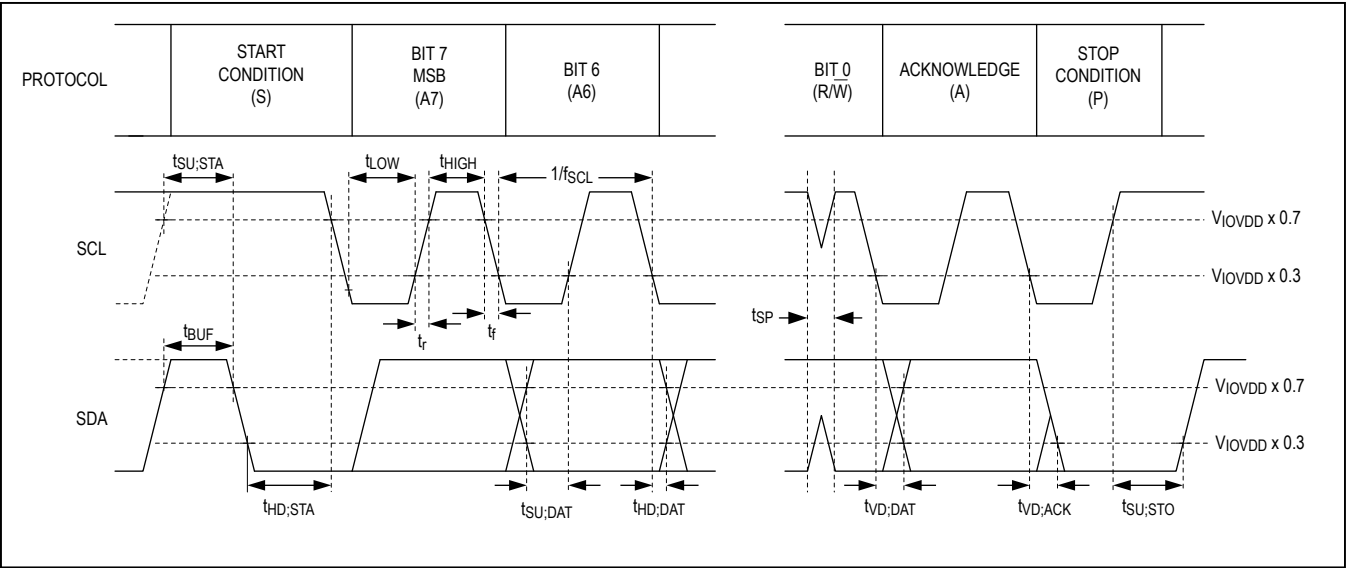 PROTOCOL
START
CONDITION
(S)
BIT 7
MSB
(A7)
BIT 6
(A6)
BIT 0
(R/W̅)
ACKNOWLEDGE
(A)
STOP
CONDITION
(P)
tSU;STA
tLOW
tHIGH
1/fSCL
SCL
VIOVDD x 0.7
VIOVDD x 0.3
tBUF
tr
tf
tSP
SDA
VIOVDD x 0.7
VIOVDD x 0.3
tHD;STA
tSU;DAT
tHD;DAT
tVD;DAT
tVD;ACK
tSU;STO